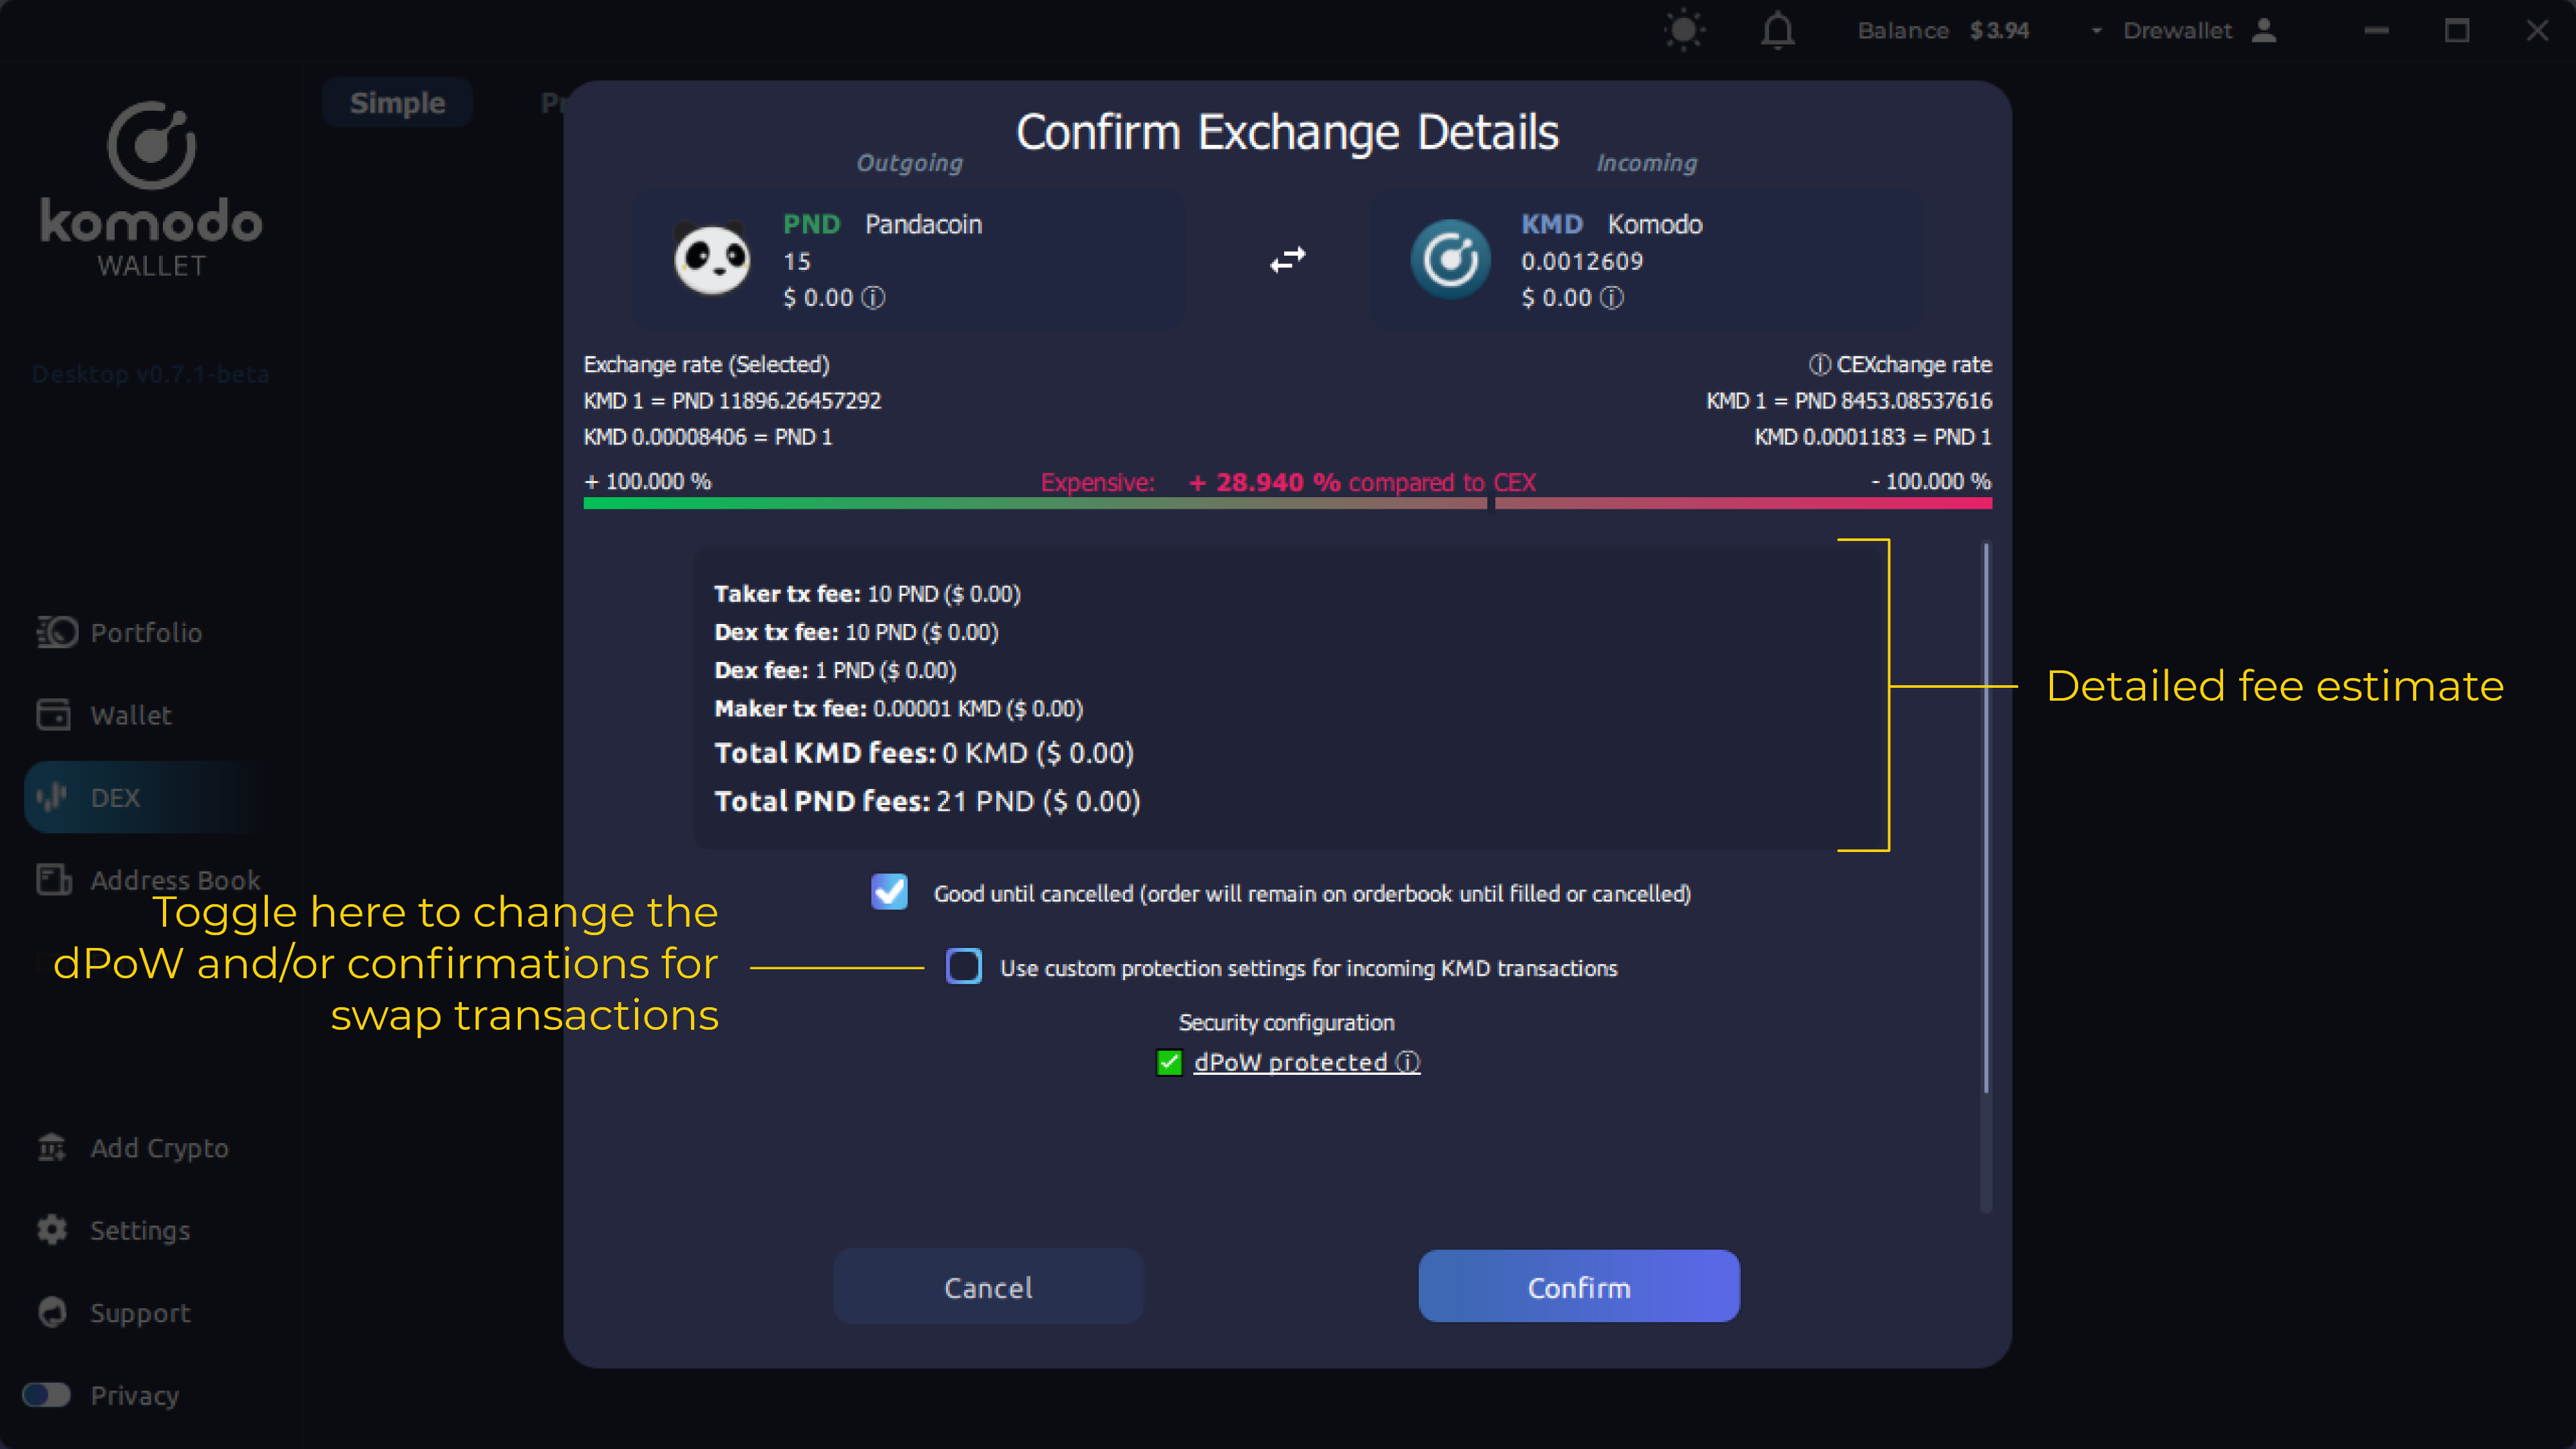 Balance $ 3.94 Drewallet
Simple Pr
komodo
WALLET
Desktop v0.7.1-beta
Portfolio
Wallet
DEX
Address Book
Add Crypto
Settings
Support
Privacy
Confirm Exchange Details
Outgoing
Incoming
PND Pandacoin
15
$ 0.00 ⓘ
KMD Komodo
0.0012609
$ 0.00 ⓘ
Exchange rate (Selected)
KMD 1 = PND 11896.26457292
KMD 0.00008406 = PND 1
ⓘ CEXchange rate
KMD 1 = PND 8453.08537616
KMD 0.0001183 = PND 1
+ 100.000 %
Expensive: + 28.940 % compared to CEX
- 100.000 %
Taker tx fee: 10 PND ($ 0.00)
Dex tx fee: 10 PND ($ 0.00)
Dex fee: 1 PND ($ 0.00)
Maker tx fee: 0.00001 KMD ($ 0.00)
Total KMD fees: 0 KMD ($ 0.00)
Total PND fees: 21 PND ($ 0.00)
Detailed fee estimate
Good until cancelled (order will remain on orderbook until filled or cancelled)
Toggle here to change the
dPoW and/or confirmations for
swap transactions
Use custom protection settings for incoming KMD transactions
Security configuration
dPoW protected ⓘ
Cancel
Confirm